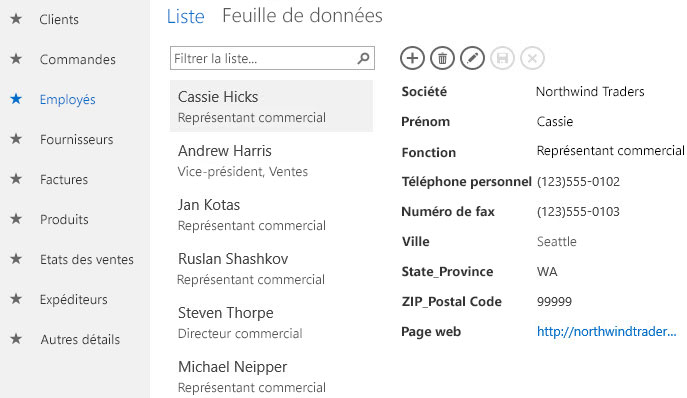 Clients
Commandes
Employés
Fournisseurs
Factures
Produits
Etats des ventes
Expéditeurs
Autres détails
Liste Feuille de données
Filtrer la liste...
Cassie Hicks
Représentant commercial
Andrew Harris
Vice-président, Ventes
Jan Kotas
Représentant commercial
Ruslan Shashkov
Représentant commercial
Steven Thorpe
Directeur commercial
Michael Neipper
Représentant commercial
Société Northwind Traders
Prénom Cassie
Fonction Représentant commercial
Téléphone personnel (123)555-0102
Numéro de fax (123)555-0103
Ville Seattle
State_Province WA
ZIP_Postal Code 99999
Page web http://northwindtrader...